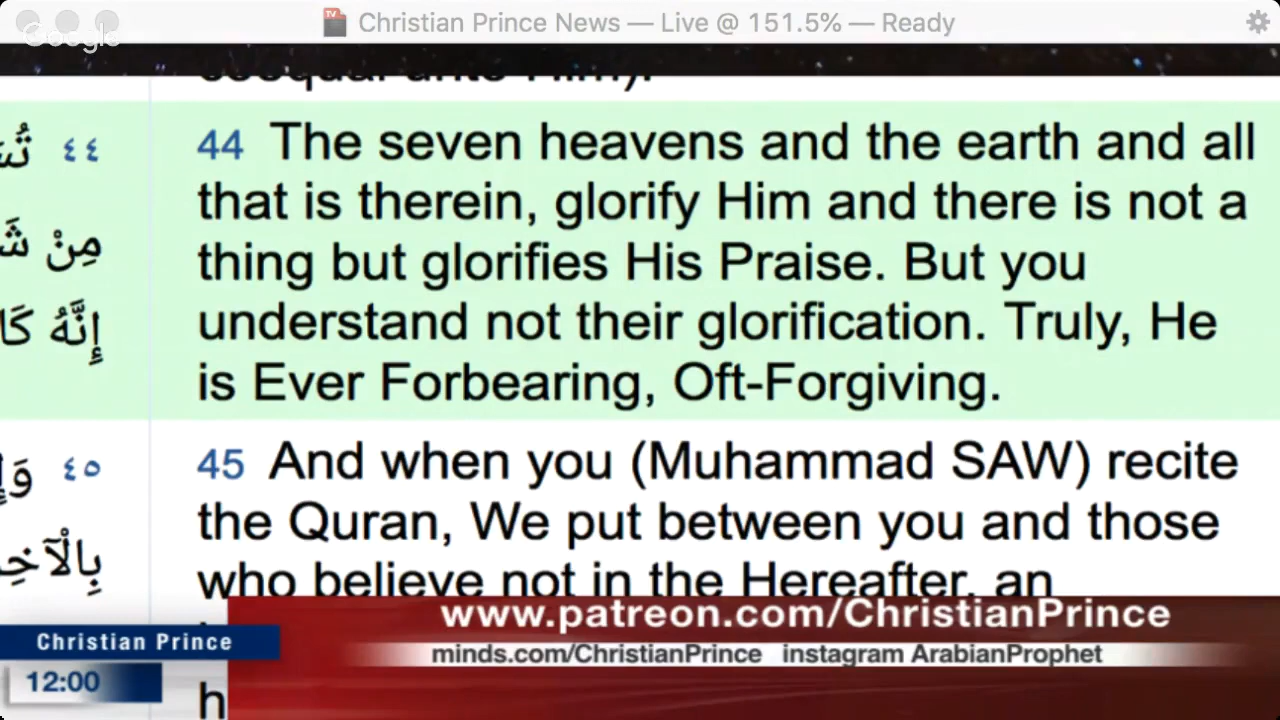 Christian Prince News — Live @ 151.5% — Ready
Google
coequal unto Him).
٤٤
44 The seven heavens and the earth and all
that is therein, glorify Him and there is not a
مِنْ
thing but glorifies His Praise. But you
إِنَّهُ
understand not their glorification. Truly, He
is Ever Forbearing, Oft-Forgiving.
٤٥
45 And when you (Muhammad SAW) recite
the Quran, We put between you and those
who believe not in the Hereafter, an
www.patreon.com/ChristianPrince
Christian Prince
minds.com/ChristianPrince instagram ArabianProphet
12:00
h